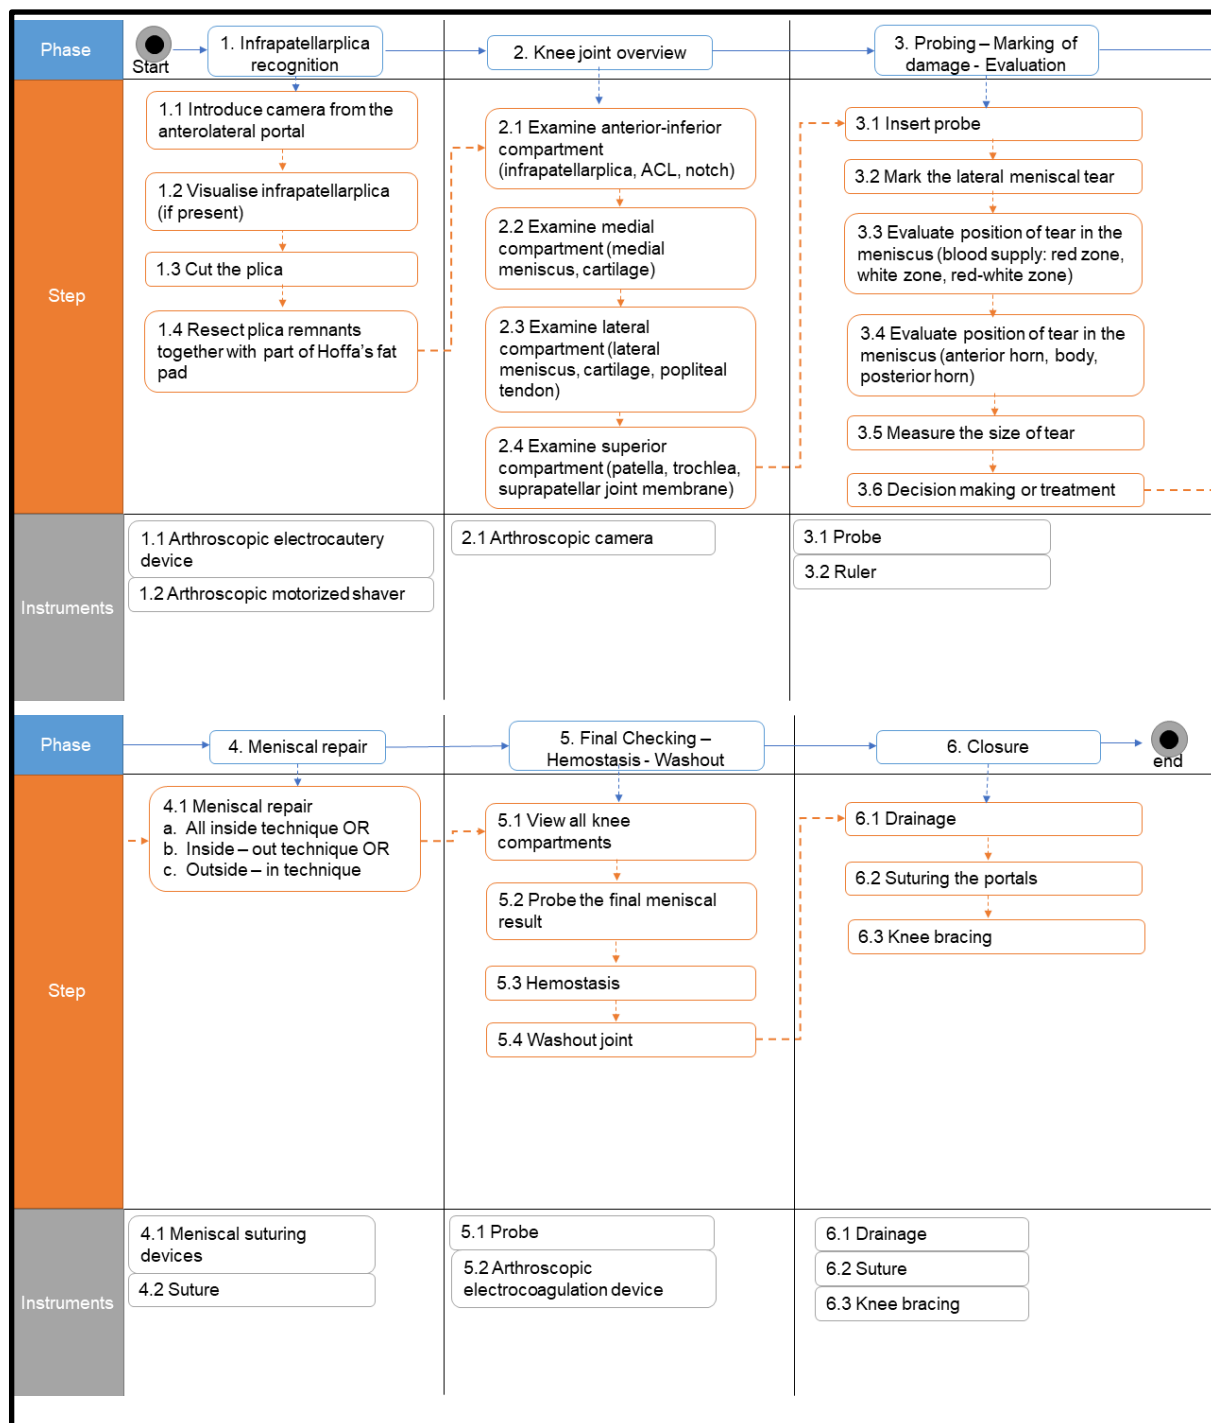 Phase
Start
1. Infrapatellarplica
recognition
2. Knee joint overview
3. Probing – Marking of
damage - Evaluation
Step
1.1 Introduce camera from the
anterolateral portal
1.2 Visualise infrapatellarplica
(if present)
1.3 Cut the plica
1.4 Resect plica remnants
together with part of Hoffa's fat
pad
2.1 Examine anterior-inferior
compartment
(infrapatellarplica, ACL, notch)
2.2 Examine medial
compartment (medial
meniscus, cartilage)
2.3 Examine lateral
compartment (lateral
meniscus, cartilage, popliteal
tendon)
2.4 Examine superior
compartment (patella, trochlea,
suprapatellar joint membrane)
3.1 Insert probe
3.2 Mark the lateral meniscal tear
3.3 Evaluate position of tear in the
meniscus (blood supply: red zone,
white zone, red-white zone)
3.4 Evaluate position of tear in the
meniscus (anterior horn, body,
posterior horn)
3.5 Measure the size of tear
3.6 Decision making or treatment
Instruments
1.1 Arthroscopic electrocautery
device
1.2 Arthroscopic motorized shaver
2.1 Arthroscopic camera
3.1 Probe
3.2 Ruler
Phase
4. Meniscal repair
5. Final Checking –
Hemostasis - Washout
6. Closure
end
Step
4.1 Meniscal repair
a. All inside technique OR
b. Inside – out technique OR
c. Outside – in technique
5.1 View all knee
compartments
5.2 Probe the final meniscal
result
5.3 Hemostasis
5.4 Washout joint
6.1 Drainage
6.2 Suturing the portals
6.3 Knee bracing
Instruments
4.1 Meniscal suturing
devices
4.2 Suture
5.1 Probe
5.2 Arthroscopic
electrocoagulation device
6.1 Drainage
6.2 Suture
6.3 Knee bracing